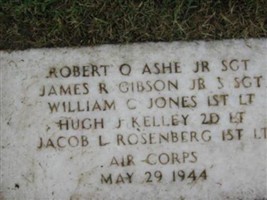 ROBERT O ASHE JR SGT
JAMES R GIBSON JR S SGT
WILLIAM C JONES 1ST LT
HUGH J KELLEY 2D LT
JACOB L ROSENBERG 1ST LT
AIR CORPS
MAY 29 1944